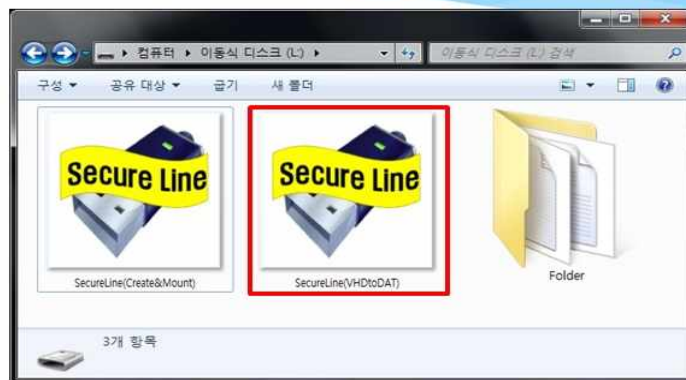 컴퓨터 ▸ 이동식 디스크 (L:) ▸
이동식 디스크 (L:) 검색
구성 공유 대상 굽기 새 폴더
Secure Line
Secure Line
SecureLine(Create&Mount)
SecureLine(VHDtoDAT)
Folder
3개 항목